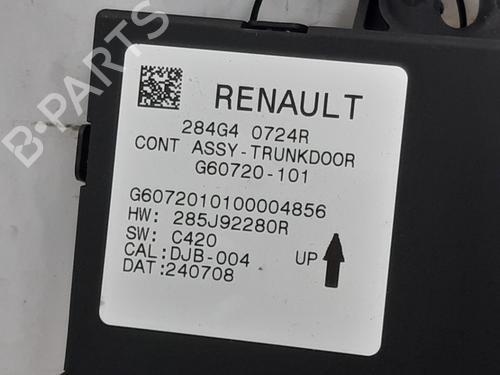 RENAULT
284G4 0724R
CONT ASSY-TRUNKDOOR
G60720-101
G6072010100004856
HW: 285J92280R
SW: C420
CAL:DJB-004
UP
DAT:240708
B-PARTS